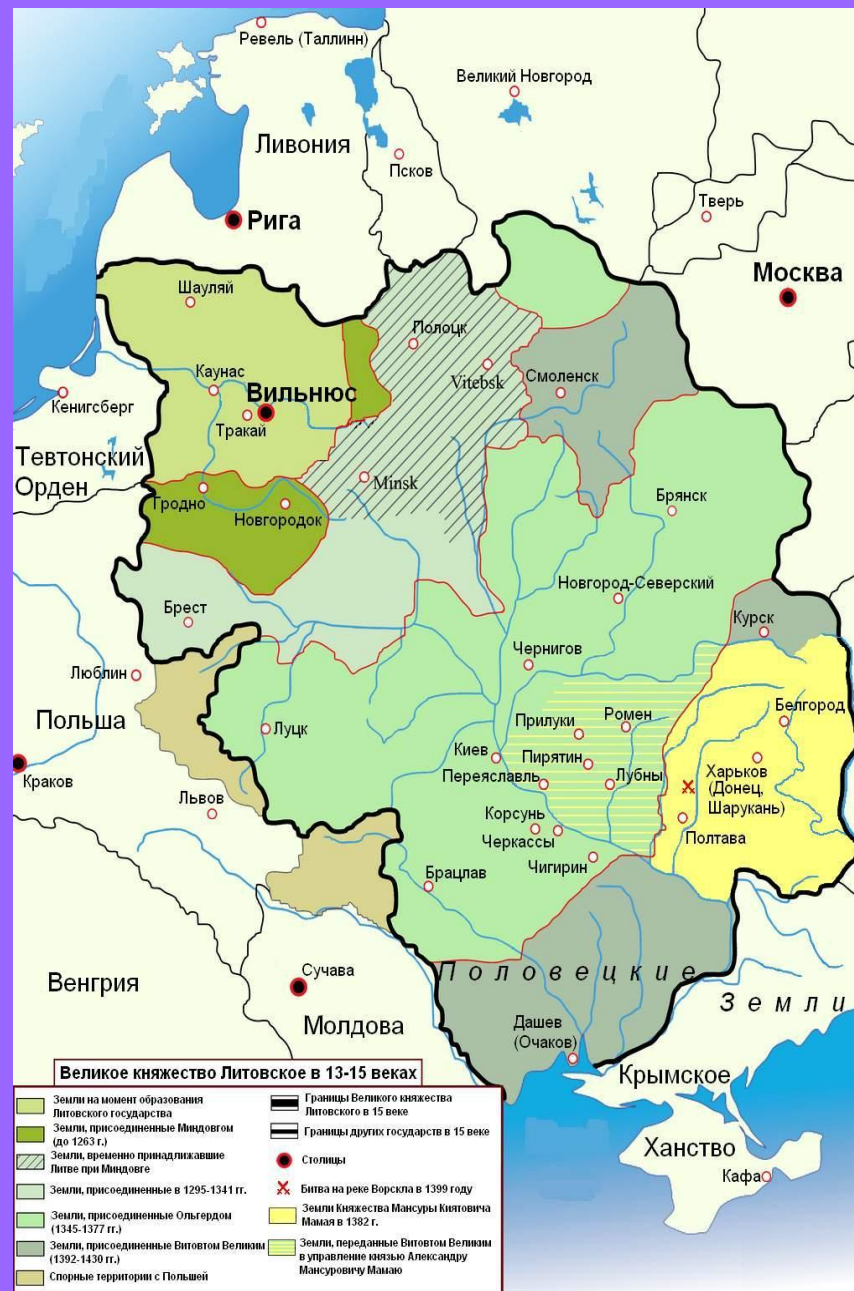 Ревель (Таллинн)
Великий Новгород
Ливония
Псков
Тверь
Рига
Москва
Шауляй
Полоцк
Каунас
Вильнюс
Vitebsk
Смоленск
Кенигсберг
Тракай
Тевтонский
Орден
Minsk
Гродно
Новгородок
Брянск
Новгород-Северский
Брест
Курск
Чернигов
Люблин
Польша
Луцк
Прилуки
Ромен
Белгород
Киев
Пирятин
Переяславль
Лубны
Харьков
(Донец,
Шарукань)
Краков
Львов
Корсунь
Полтава
Черкассы
Чигирин
Брацлав
Половецкие
Земли
Венгрия
Сучава
Молдова
Дашев
(Очаков)
Крымское
Ханство
Кафа
Великое княжество Литовское в 13-15 веках
Земли на момент образования
Литовского государства
Земли, присоединенные Миндовгом
(до 1263 г.)
Земли, временно принадлежавшие
Литве при Миндовге
Земли, присоединенные в 1295-1341 гг.
Земли, присоединенные Ольгердом
(1345-1377 гг.)
Земли, присоединенные Витовтом Великим
(1392-1430 гг.)
Спорные территории с Польшей
Границы Великого княжества
Литовского в 15 веке
Границы других государств в 15 веке
Столицы
Битва на реке Ворскла в 1399 году
Земли Княжества Мансуры Киятовича
Мамая в 1382 г.
Земли, переданные Витовтом Великим
в управление князю Александру
Мансуровичу Мамаю